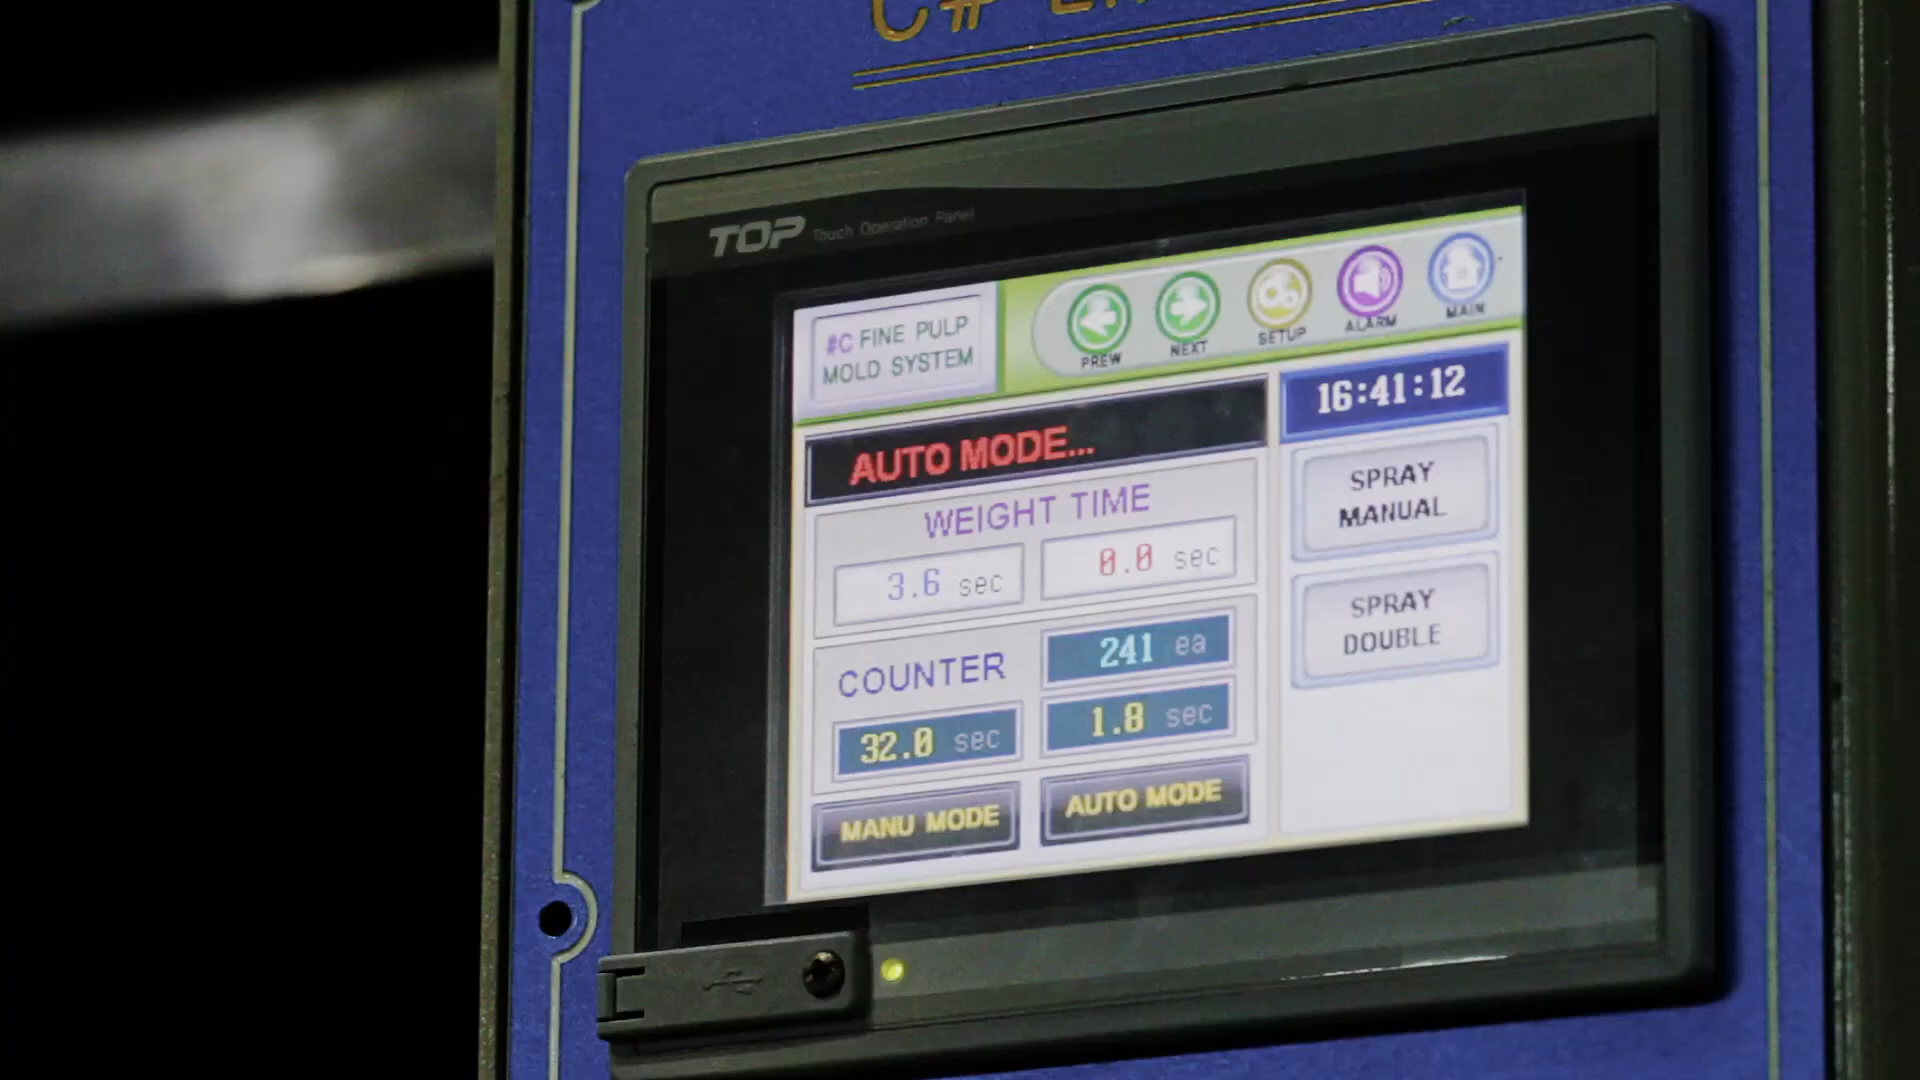 C#
TOP Touch Operation Panel
#C FINE PULP
MOLD SYSTEM
PREW
NEXT
SETUP
ALARM
MAIN
16:41:12
AUTO MODE...
WEIGHT TIME
3.6 sec
0.0 sec
SPRAY
MANUAL
SPRAY
DOUBLE
COUNTER
241 ea
32.0 sec
1.8 sec
MANU MODE
AUTO MODE